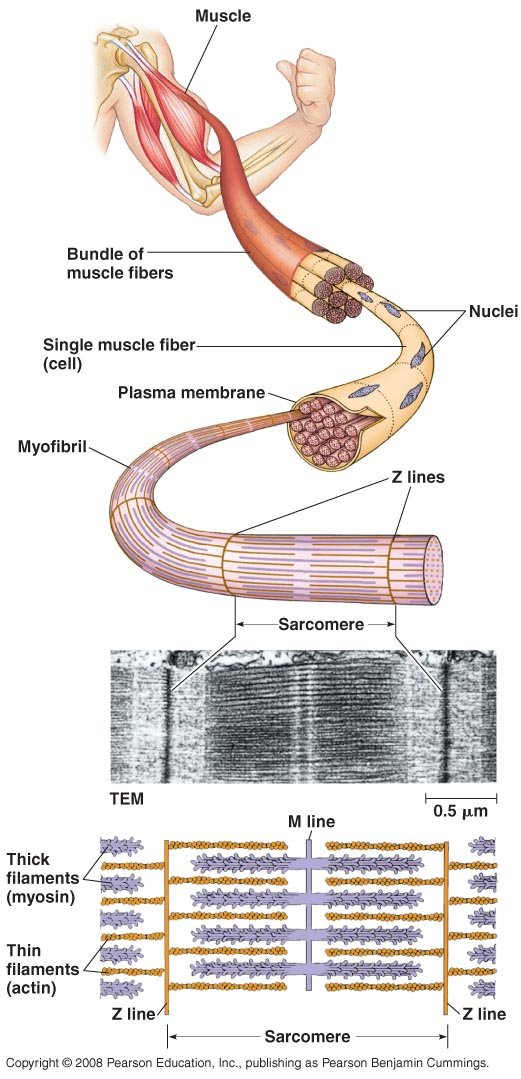 Muscle
Bundle of
muscle fibers
Nuclei
Single muscle fiber
(cell)
Plasma membrane
Myofibril
Z lines
Sarcomere
TEM
0.5 μm
M line
Thick
filaments
(myosin)
Thin
filaments
(actin)
Z line
Z line
Sarcomere
Copyright © 2008 Pearson Education, Inc., publishing as Pearson Benjamin Cummings.